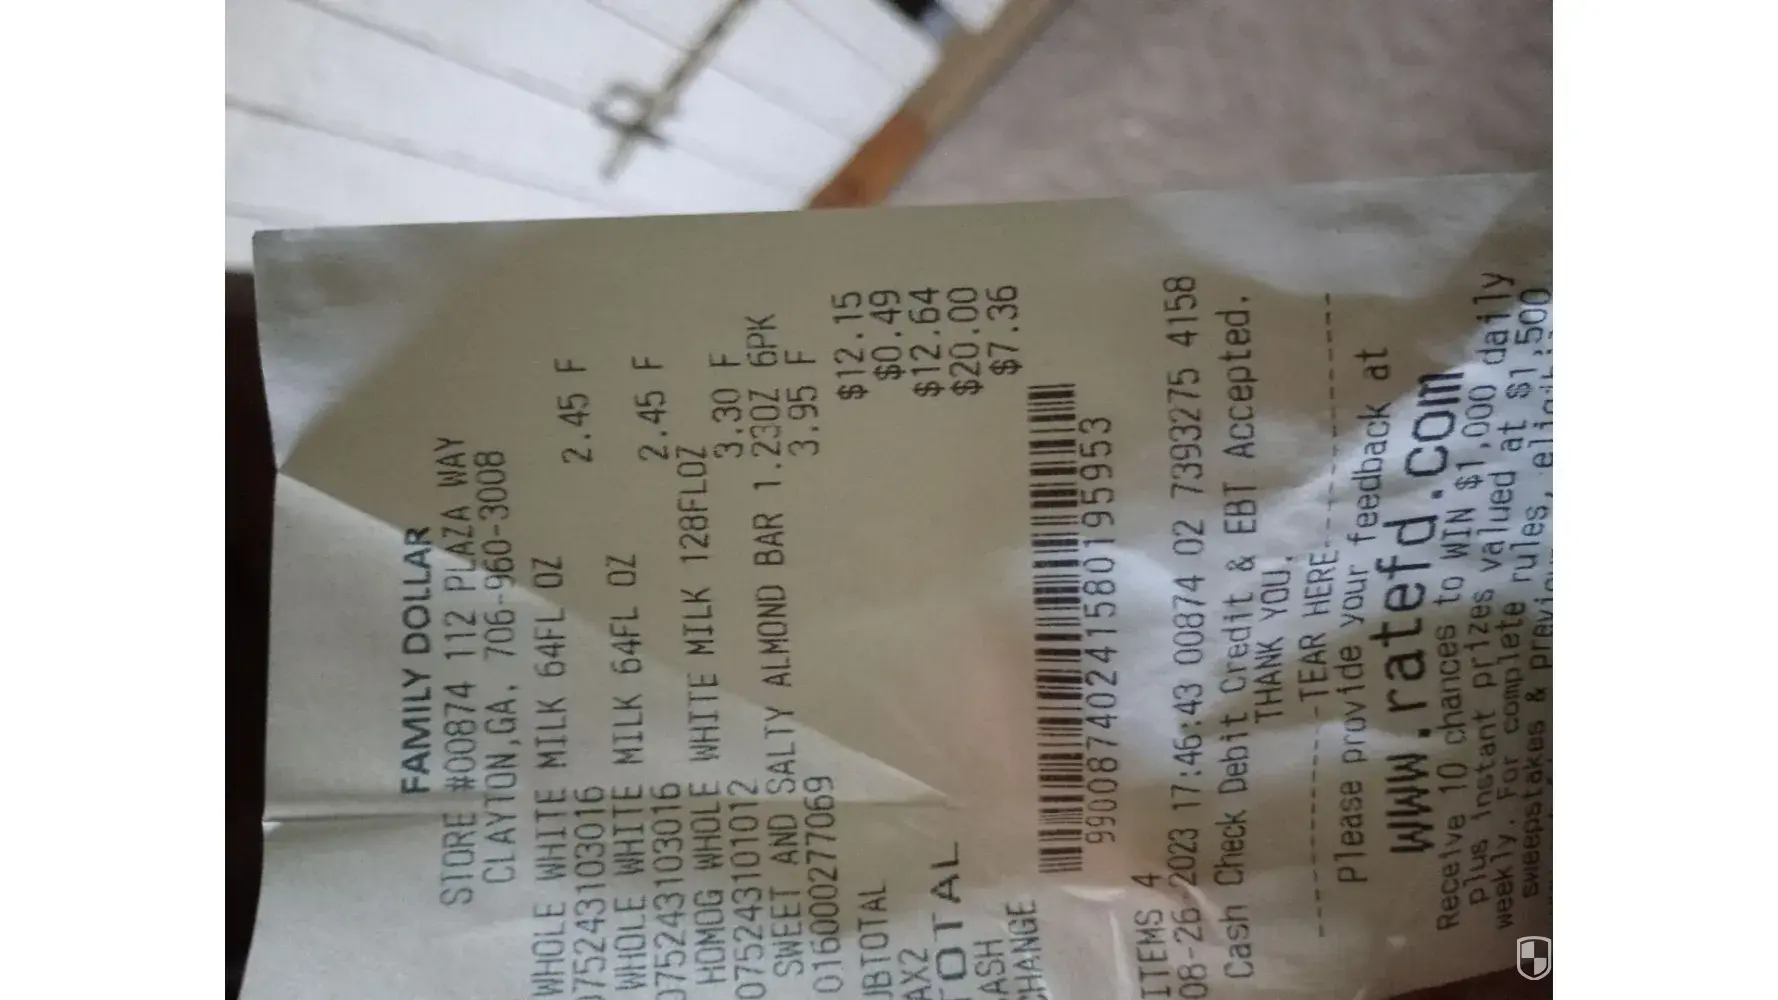 FAMILY DOLLAR
STORE #00874 112 PLAZA WAY
CLAYTON,GA. 706-960-3008
WHOLE WHITE MILK 64FL OZ
075243103016 2.45 F
WHOLE WHITE MILK 64FL OZ
075243103016 2.45 F
HOMOG WHOLE WHITE MILK 128FLOZ
075243101012 3.30 F
SWEET AND SALTY ALMOND BAR 1.23OZ 6PK
016000277069 3.95 F
UBTOTAL $12.15
AX2 $0.49
TOTAL $12.64
ASH $20.00
CHANGE $7.36
99008740241580195953
ITEMS 4
08-26-2023 17:46:43 00874 02 7393275 4158
Cash Check Debit Credit & EBT Accepted.
THANK YOU.
-----------TEAR HERE-----------
Please provide your feedback at
www.ratefd.com
Receive 10 chances to WIN $1,000 daily
plus instant prizes valued at $1,500
weekly. For complete rules,
sweepstakes &